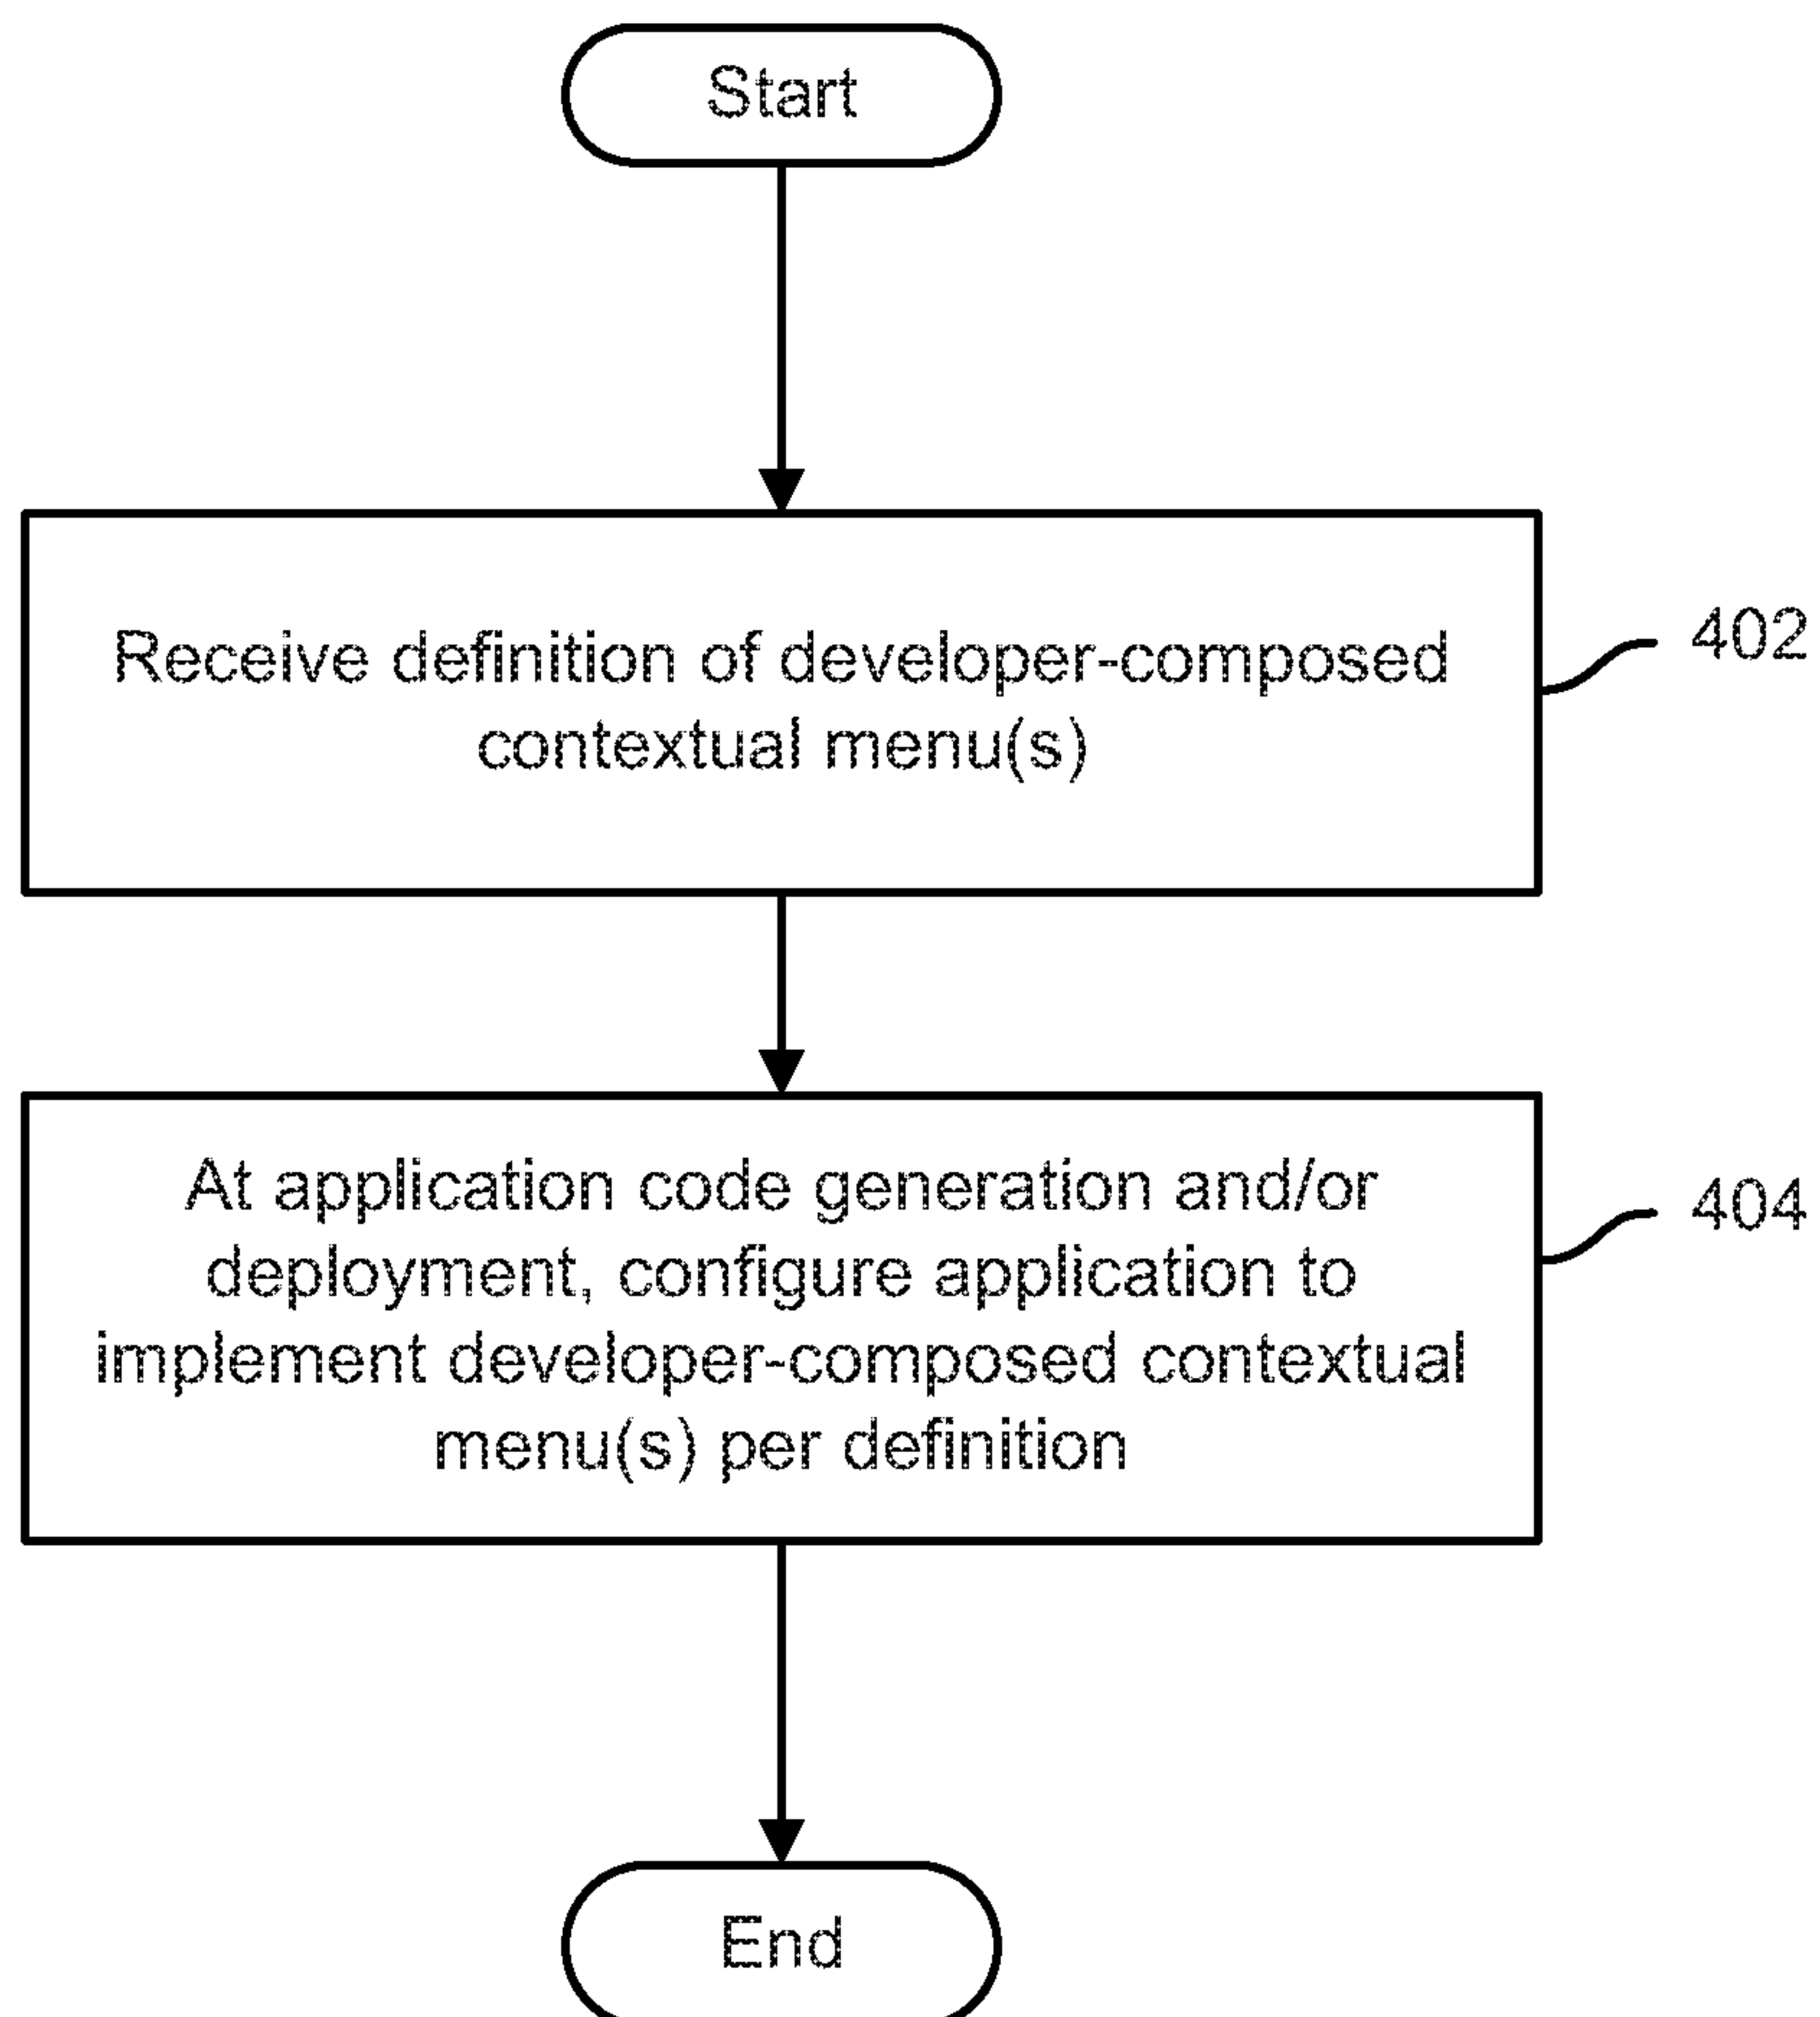 Start
Receive definition of developer-composed
contextual menu(s)
402
At application code generation and/or
deployment, configure application to
implement developer-composed contextual
menu(s) per definition
404
End